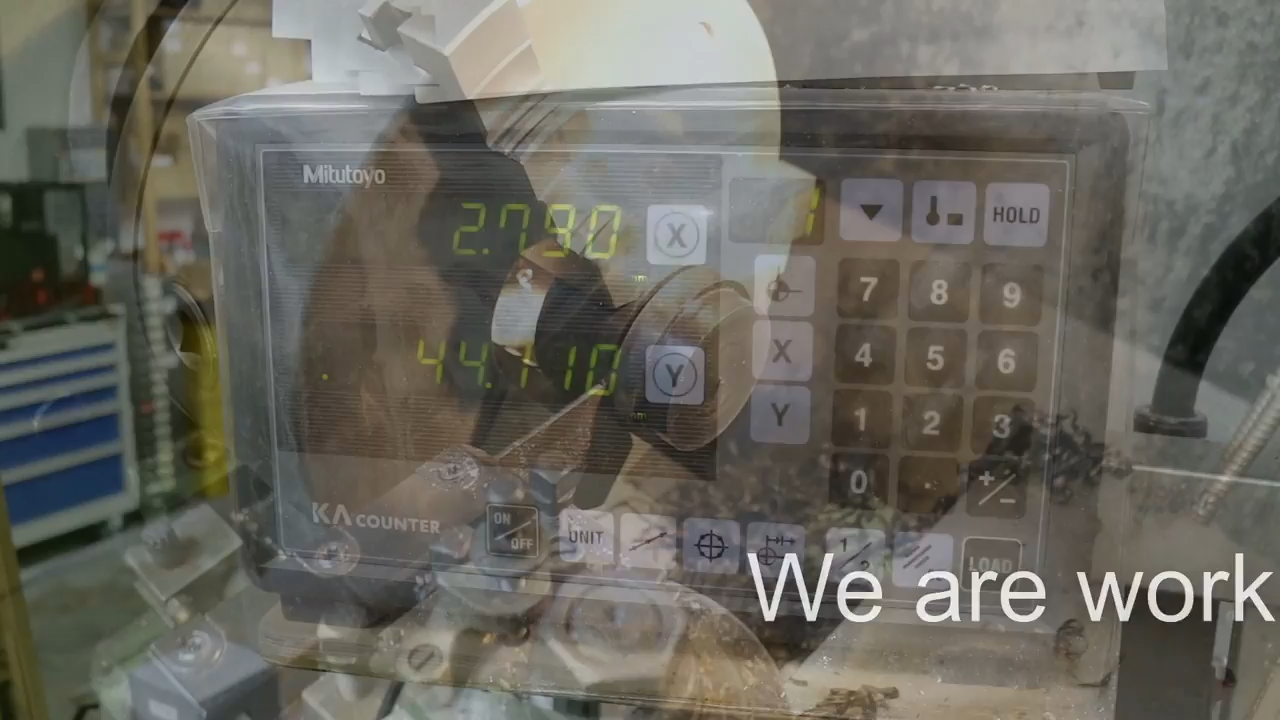 Mitutoyo
2.790
X
1
HOLD
7 8 9
44.110
Y
X
4 5 6
Y
1 2 3
0 . +/−
KA COUNTER
ON
OFF
UNIT
1/2
LOAD
We are work